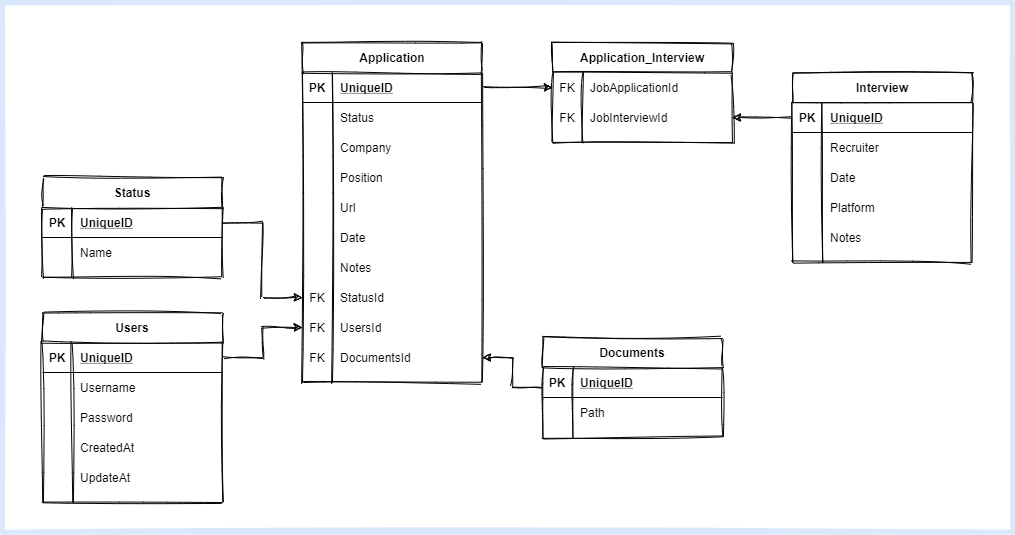 Application
PK UniqueID
Status
Company
Position
Url
Date
Notes
FK StatusId
FK UsersId
FK DocumentsId
Application_Interview
FK JobApplicationId
FK JobInterviewId
Interview
PK UniqueID
Recruiter
Date
Platform
Notes
Status
PK UniqueID
Name
Users
PK UniqueID
Username
Password
CreatedAt
UpdateAt
Documents
PK UniqueID
Path